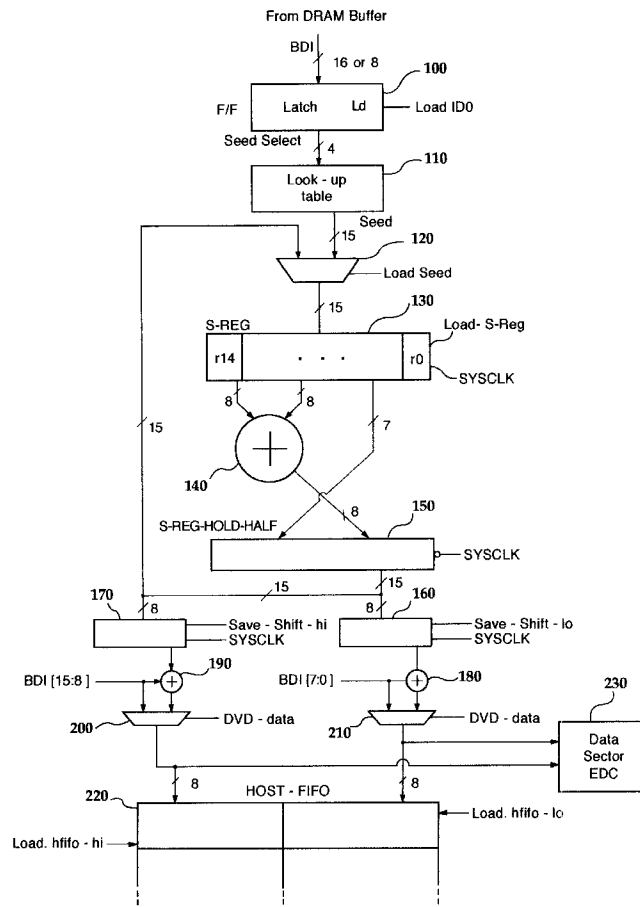 From DRAM Buffer
BDI
16 or 8
100
F/F
Latch
Ld
Load ID0
Seed Select
4
110
Look - up
table
Seed
15
120
Load Seed
15
130
S-REG
Load- S-Reg
r14
. . .
r0
SYSCLK
8
8
7
15
140
8
150
S-REG-HOLD-HALF
SYSCLK
15
15
170
8
8
160
Save - Shift - hi
SYSCLK
Save - Shift - lo
SYSCLK
190
180
BDI [15:8 ]
BDI [7:0 ]
230
200
DVD - data
210
DVD - data
Data
Sector
EDC
8
8
220
HOST - FIFO
Load. hfifo - lo
Load. hfifo - hi